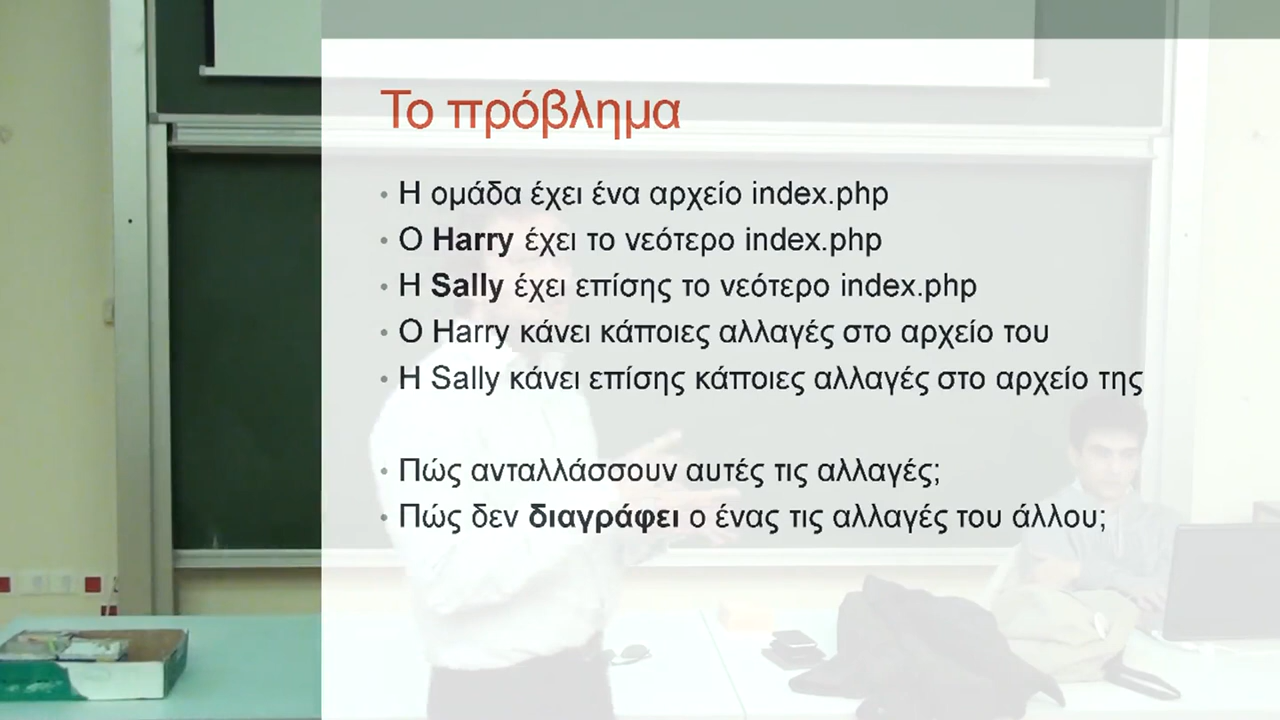 Το πρόβλημα
• Η ομάδα έχει ένα αρχείο index.php
• Ο Harry έχει το νεότερο index.php
• Η Sally έχει επίσης το νεότερο index.php
• Ο Harry κάνει κάποιες αλλαγές στο αρχείο του
• Η Sally κάνει επίσης κάποιες αλλαγές στο αρχείο της
• Πώς ανταλλάσσουν αυτές τις αλλαγές;
• Πώς δεν διαγράφει ο ένας τις αλλαγές του άλλου;